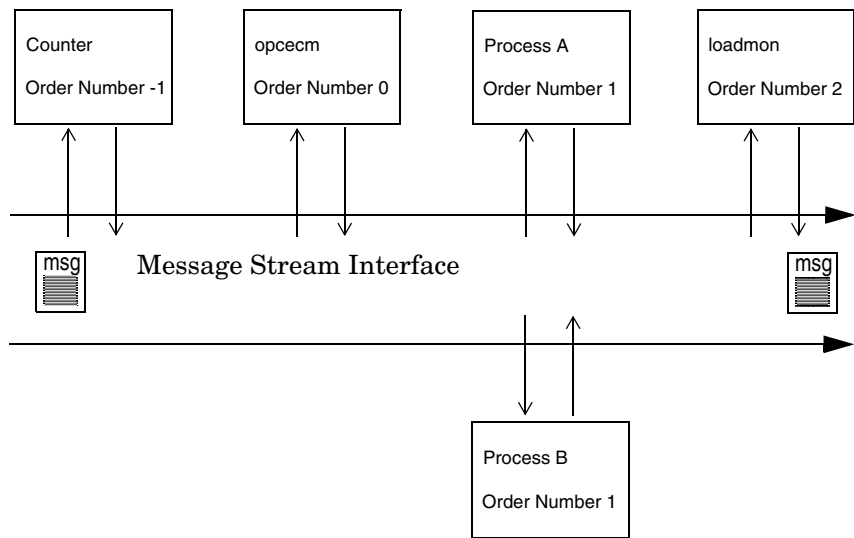 Counter
Order Number -1
opcecm
Order Number 0
Process A
Order Number 1
loadmon
Order Number 2
msg
Message Stream Interface
msg
Process B
Order Number 1